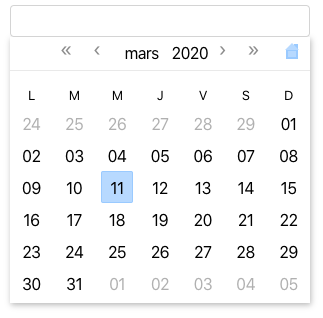 « ‹ mars 2020 › »
L M M J V S D
24 25 26 27 28 29 01
02 03 04 05 06 07 08
09 10 11 12 13 14 15
16 17 18 19 20 21 22
23 24 25 26 27 28 29
30 31 01 02 03 04 05